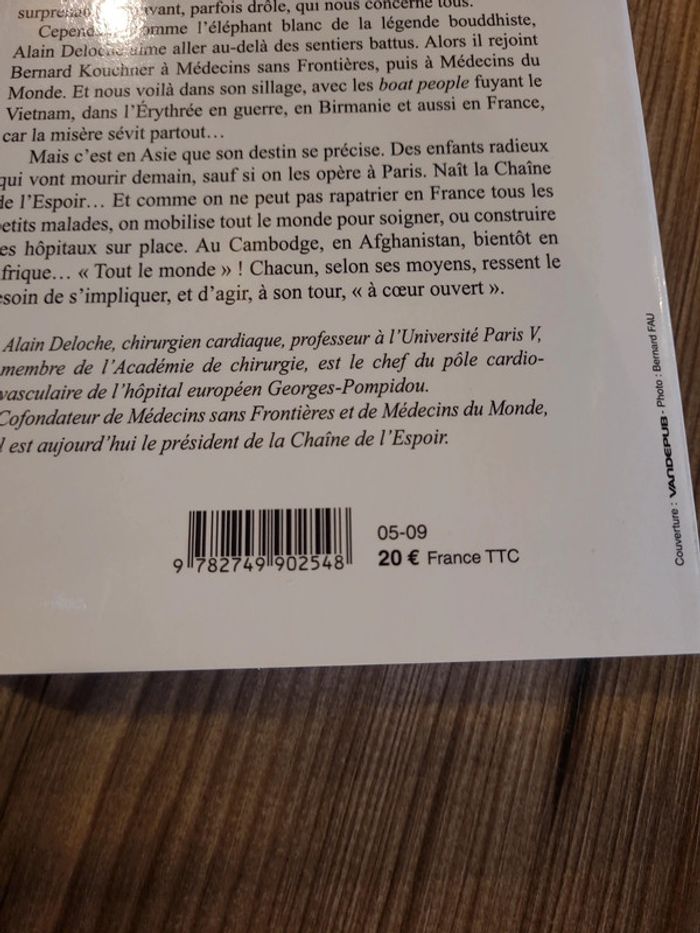 surprenant, parfois drôle, qui nous concerne tous.
comme l'éléphant blanc de la légende bouddhiste,
Alain Deloche aime aller au-delà des sentiers battus. Alors il rejoint
Bernard Kouchner à Médecins sans Frontières, puis à Médecins du
Monde. Et nous voilà dans son sillage, avec les boat people fuyant le
Vietnam, dans l'Érythrée en guerre, en Birmanie et aussi en France,
car la misère sévit partout…
Mais c'est en Asie que son destin se précise. Des enfants radieux
qui vont mourir demain, sauf si on les opère à Paris. Naît la Chaîne
de l'Espoir… Et comme on ne peut pas rapatrier en France tous les
petits malades, on mobilise tout le monde pour soigner, ou construire
es hôpitaux sur place. Au Cambodge, en Afghanistan, bientôt en
frique… « Tout le monde » ! Chacun, selon ses moyens, ressent le
esoin de s'impliquer, et d'agir, à son tour, « à cœur ouvert ».
Alain Deloche, chirurgien cardiaque, professeur à l'Université Paris V,
membre de l'Académie de chirurgie, est le chef du pôle cardio-
vasculaire de l'hôpital européen Georges-Pompidou.
Cofondateur de Médecins sans Frontières et de Médecins du Monde,
l est aujourd'hui le président de la Chaîne de l'Espoir.
9 782749 902548
05-09
20 € France TTC
Couverture : VANDEPUB - Photo : Bernard FAU